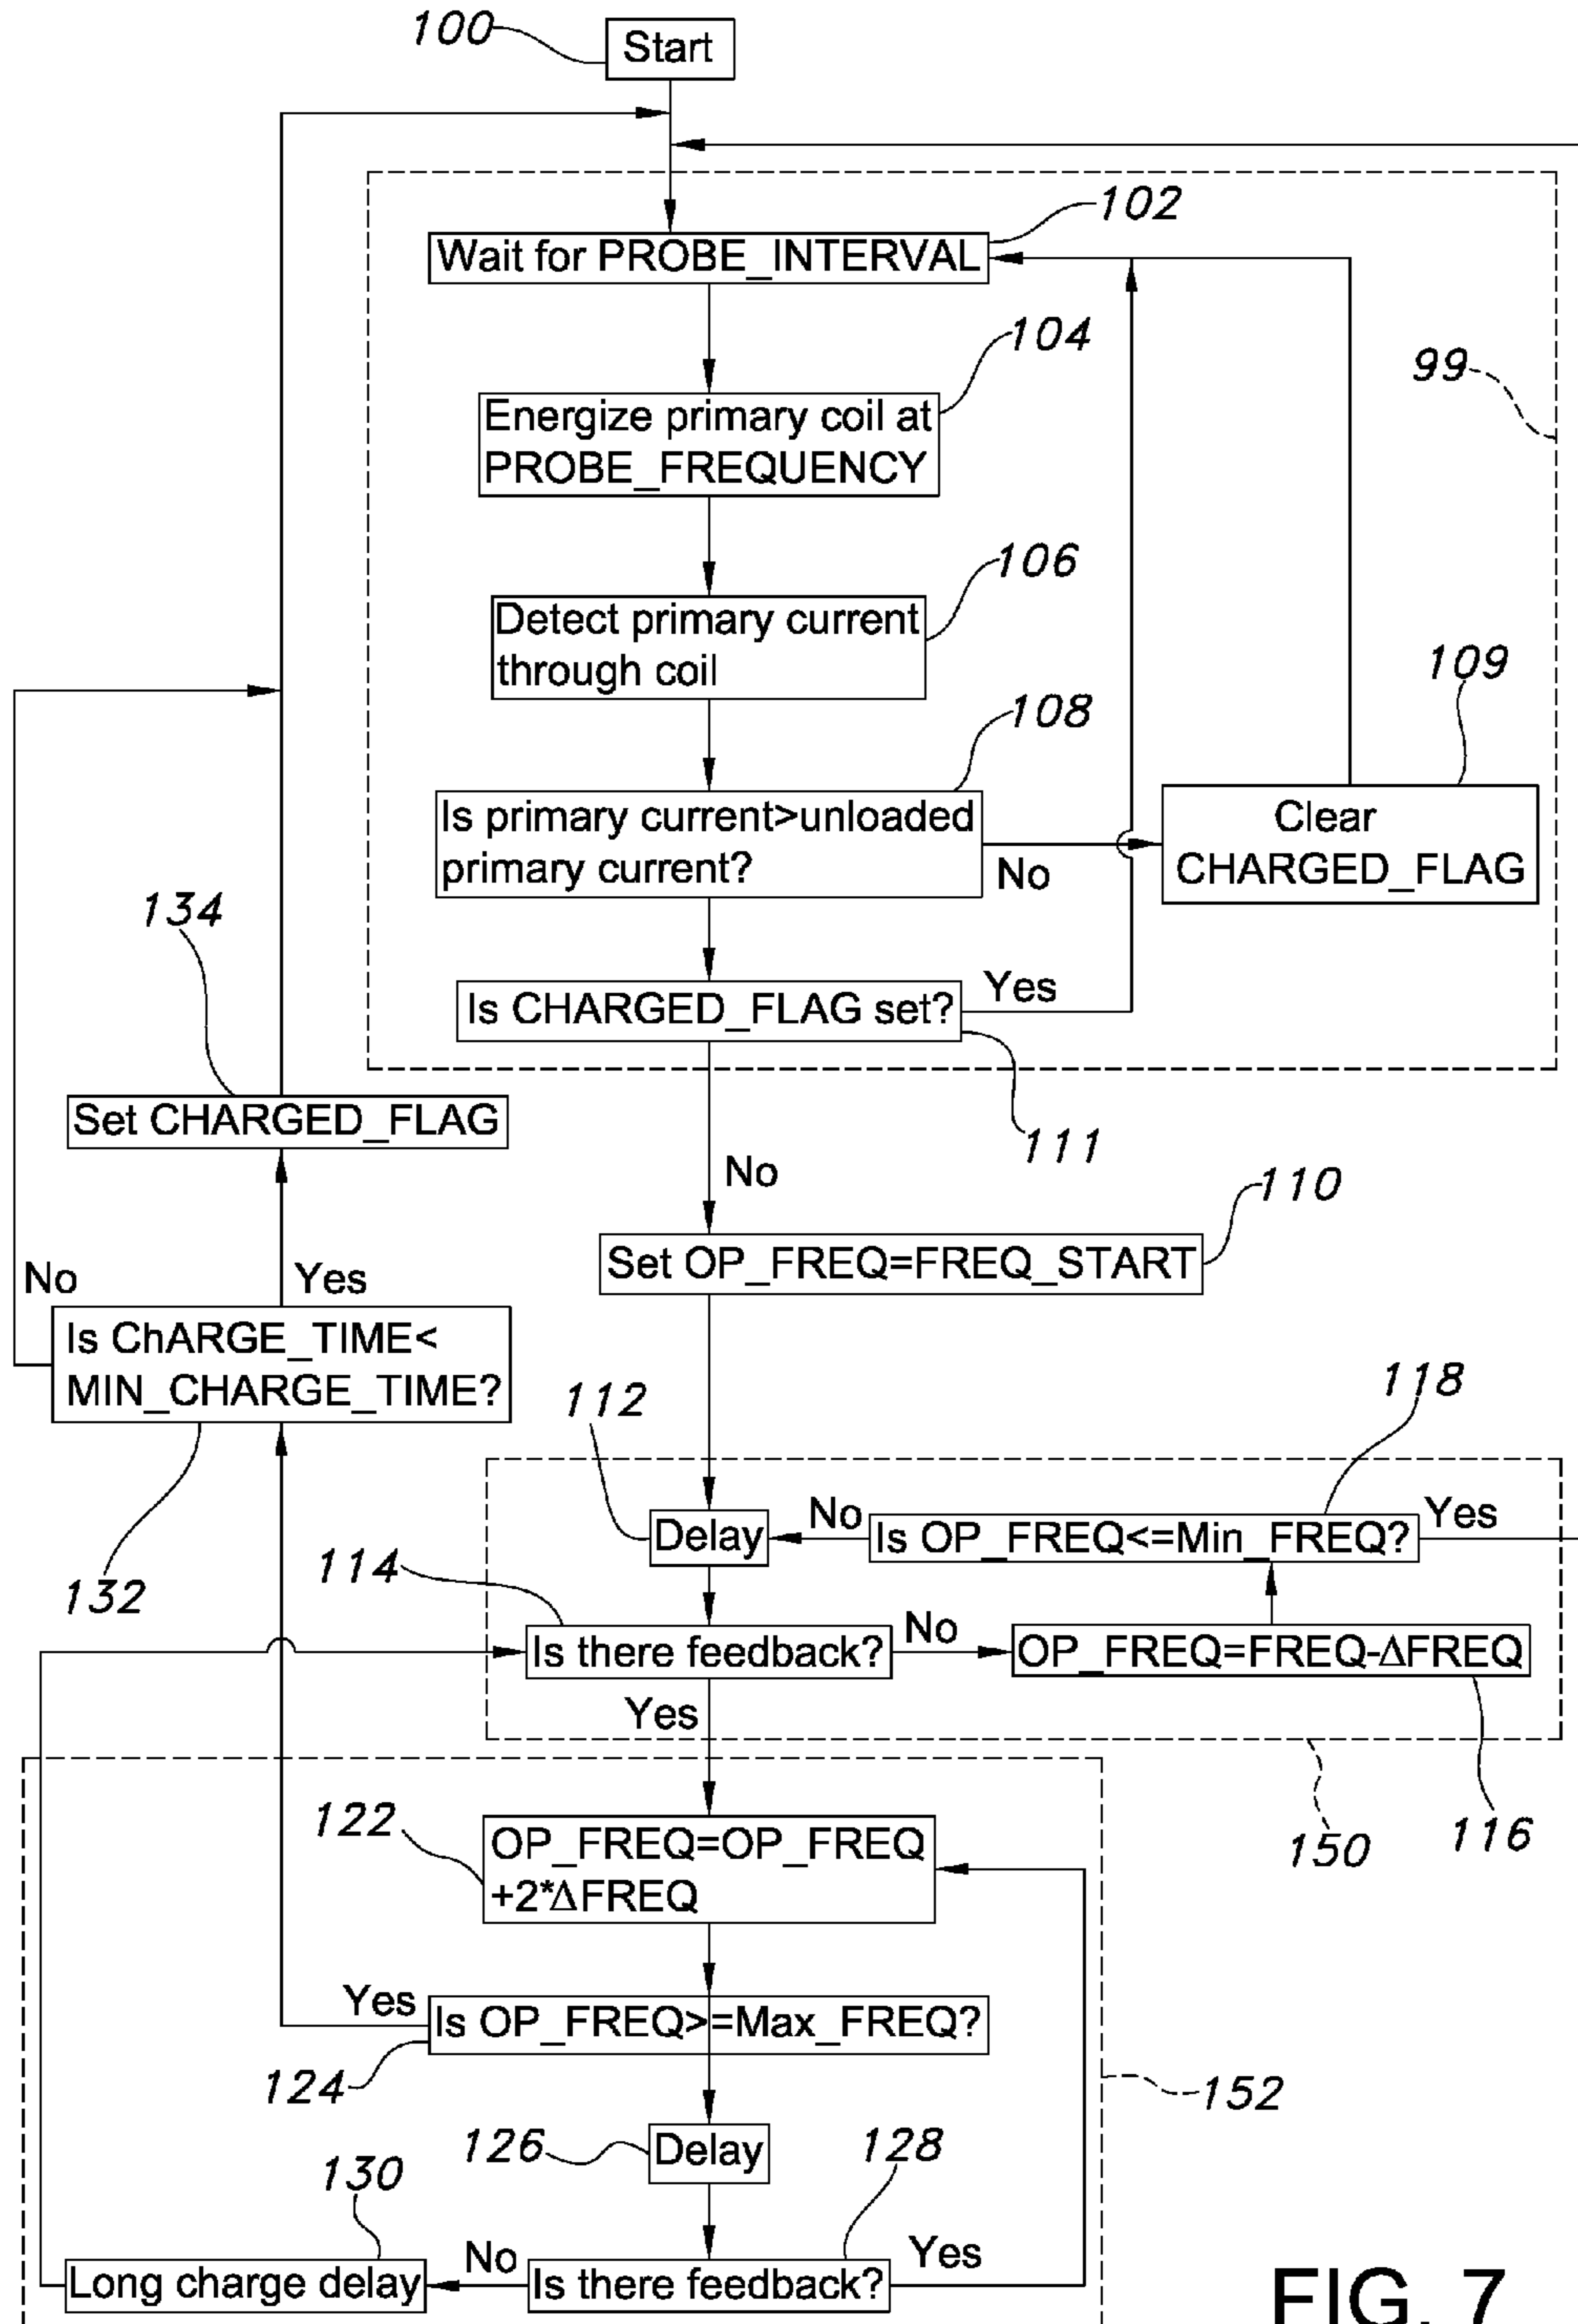 100
Start
102
Wait for PROBE_INTERVAL
104
99
Energize primary coil at
PROBE_FREQUENCY
106
Detect primary current
through coil
109
108
Is primary current>unloaded
primary current?
No
Clear
CHARGED_FLAG
134
Is CHARGED_FLAG set?
Yes
Set CHARGED_FLAG
111
No
110
Set OP_FREQ=FREQ_START
No
Yes
Is ChARGE_TIME<
MIN_CHARGE_TIME?
112
118
Delay
No
Is OP_FREQ<=Min_FREQ?
Yes
114
132
Is there feedback?
No
OP_FREQ=FREQ-ΔFREQ
Yes
122
OP_FREQ=OP_FREQ
+2*ΔFREQ
150
116
Yes
Is OP_FREQ>=Max_FREQ?
124
152
126
Delay
128
130
Long charge delay
No
Is there feedback?
Yes
FIG. 7